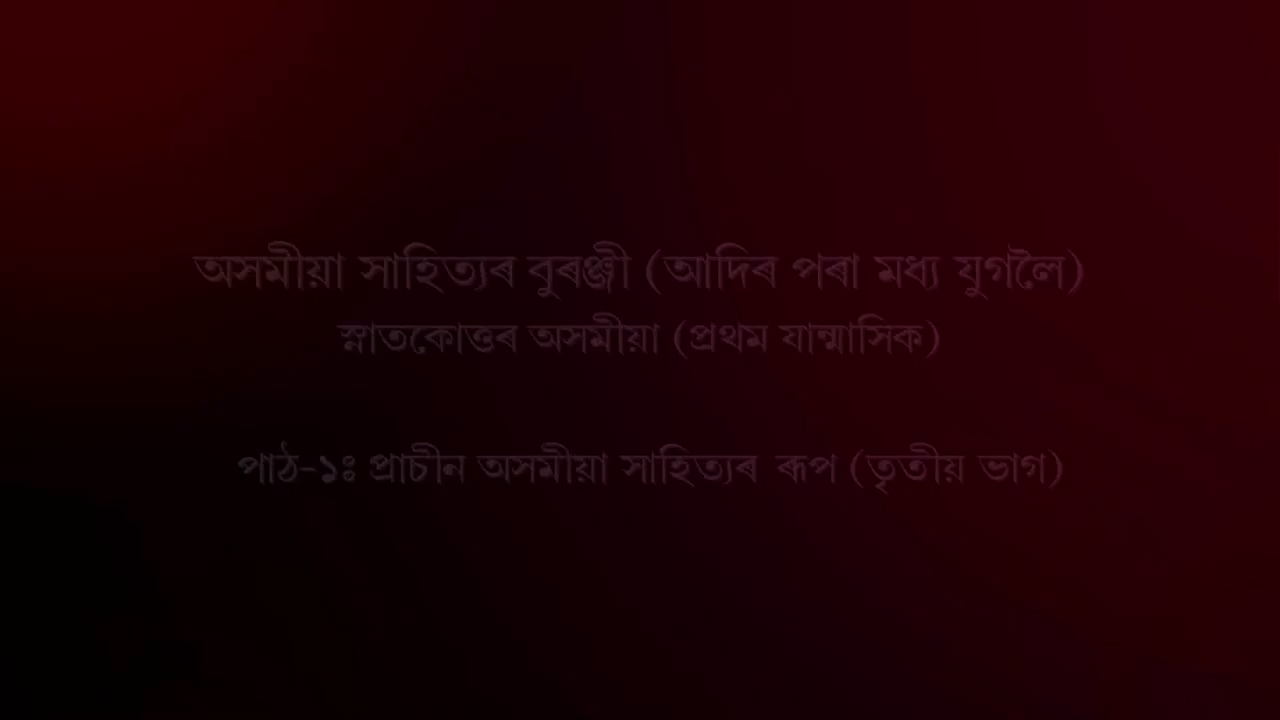 অসমীয়া সাহিত্যৰ বুৰঞ্জী (আদিৰ পৰা মধ্য যুগলৈ)
স্নাতকোত্তৰ অসমীয়া (প্ৰথম যান্মাসিক)
পাঠ-১ঃ প্ৰাচীন অসমীয়া সাহিত্যৰ ৰূপ (তৃতীয় ভাগ)